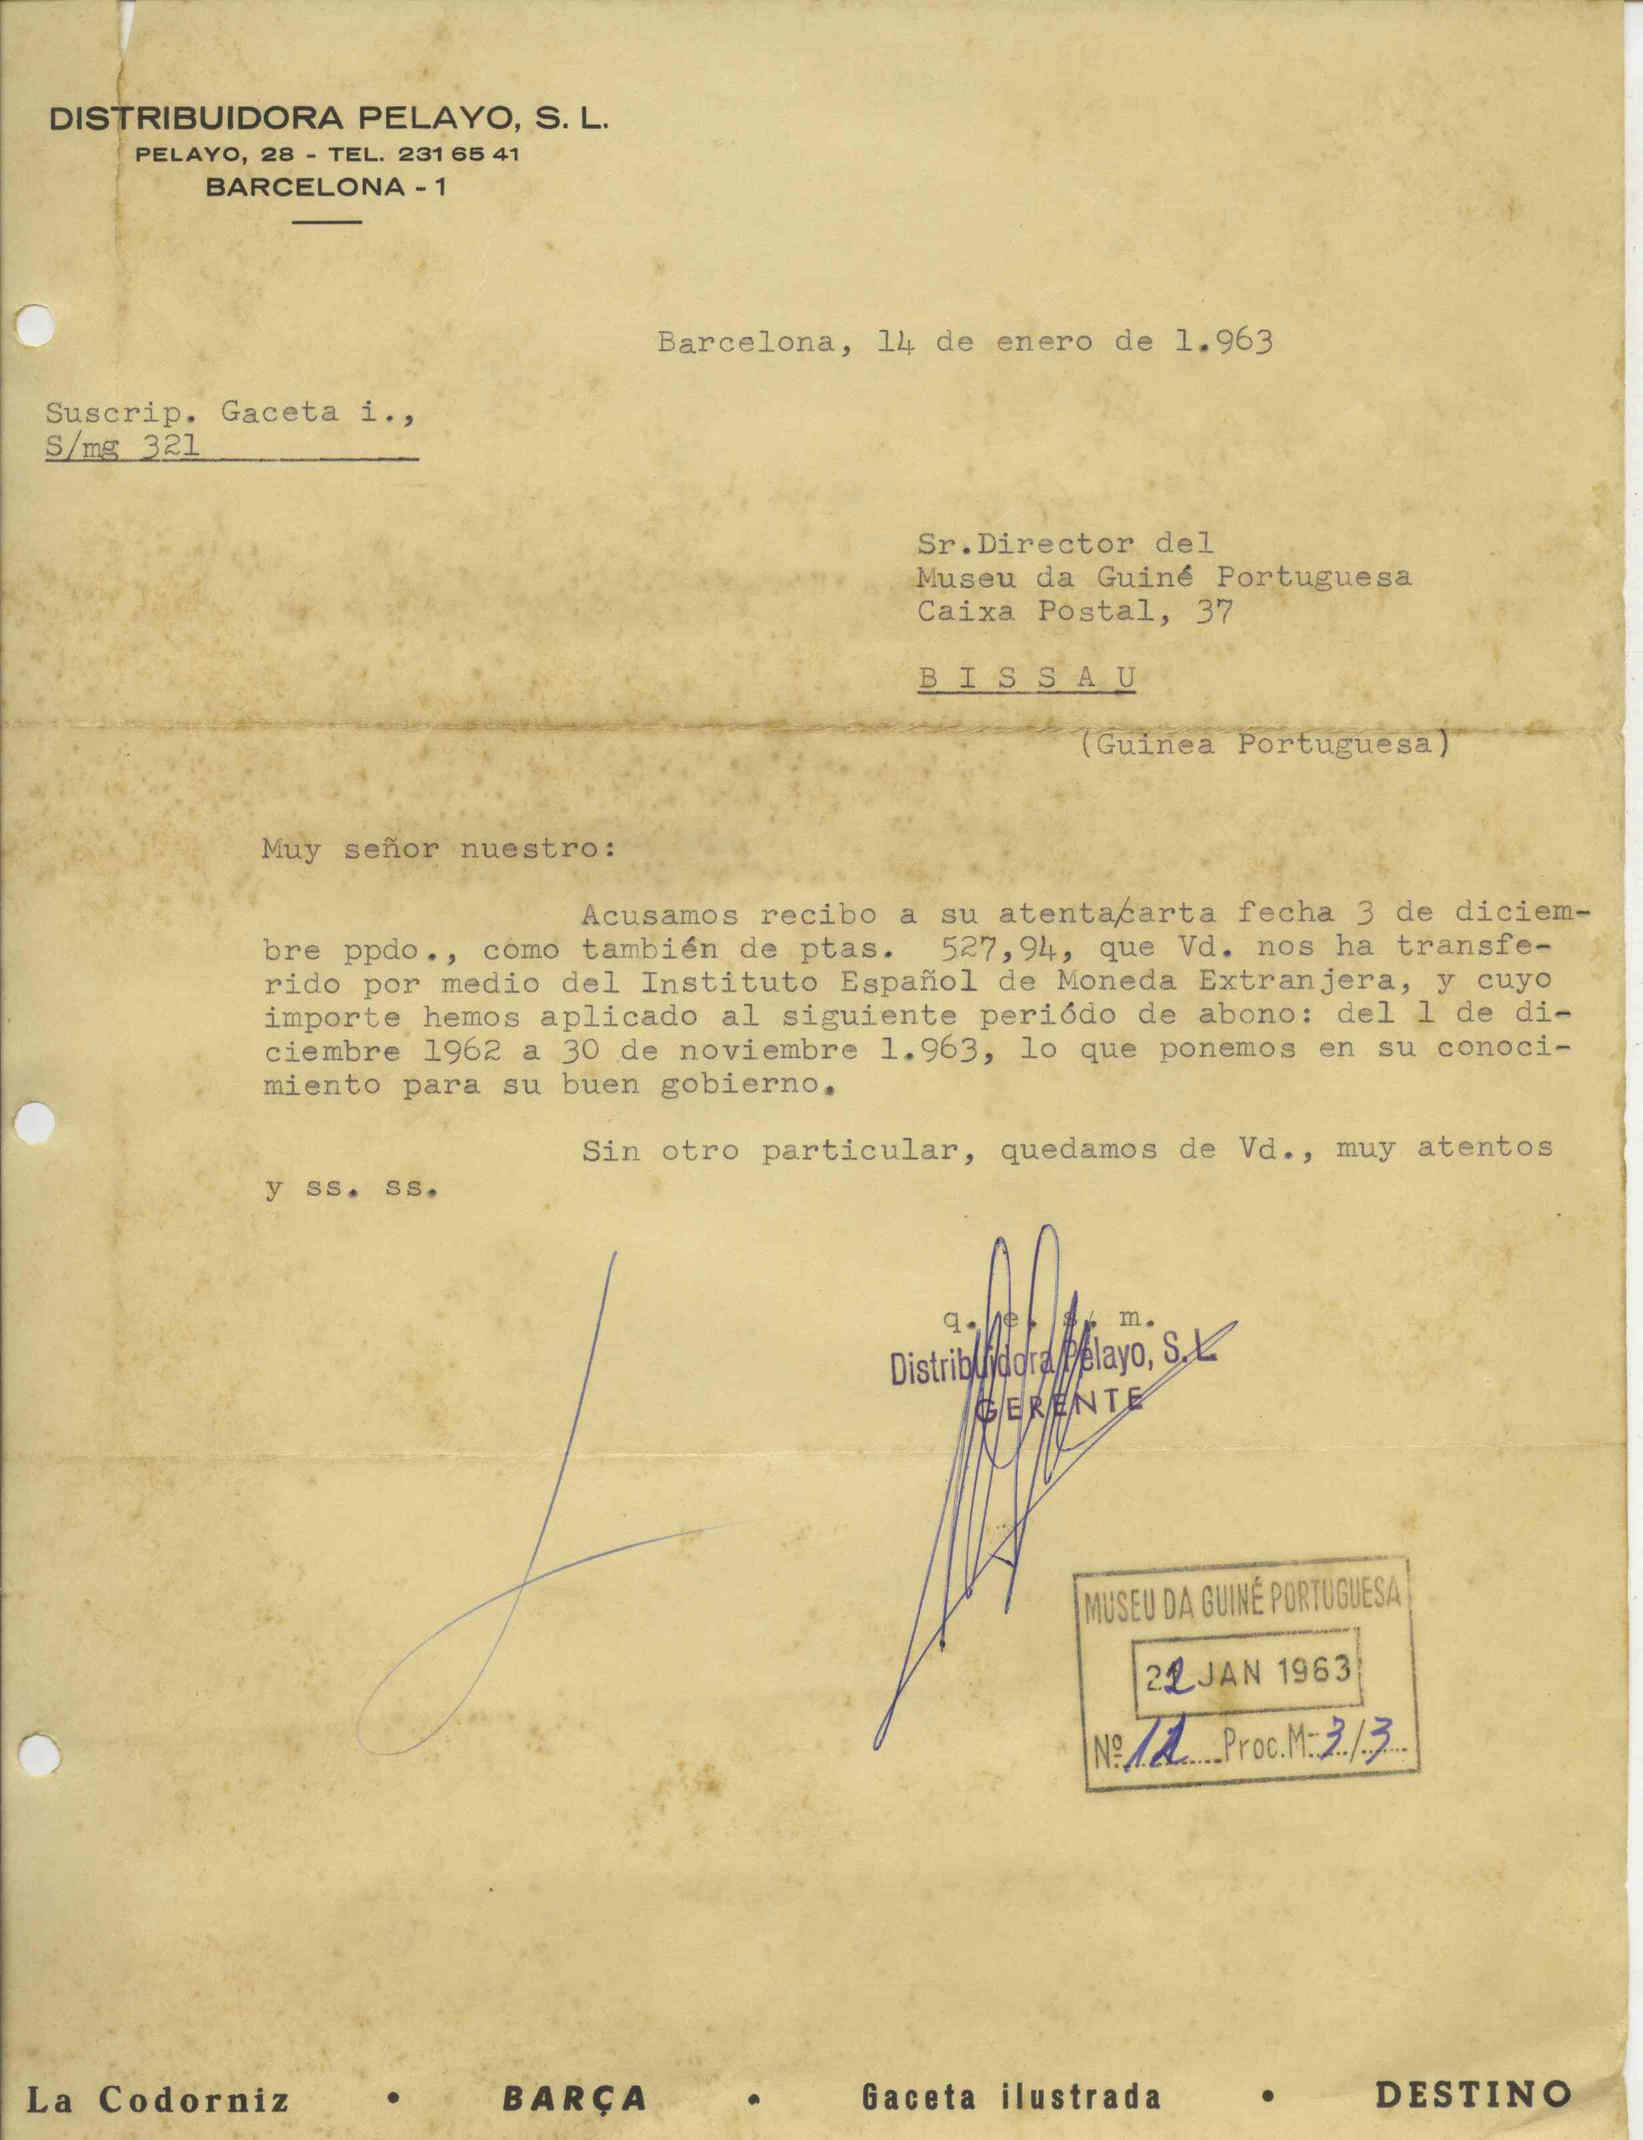 DISTRIBUIDORA PELAYO, S. L.
PELAYO, 28 - TEL. 231 65 41
BARCELONA - 1
Barcelona, 14 de enero de 1.963
Suscrip. Gaceta i.,
S/mg 321
Sr.Director del
Museu da Guiné Portuguesa
Caixa Postal, 37
B I S S A U
(Guinea Portuguesa)
Muy señor nuestro:
Acusamos recibo a su atenta/carta fecha 3 de diciem-
bre ppdo., como también de ptas. 527,94, que Vd. nos ha transfe-
rido por medio del Instituto Español de Moneda Extranjera, y cuyo
importe hemos aplicado al siguiente periódo de abono: del 1 de di-
ciembre 1962 a 30 de noviembre 1.963, lo que ponemos en su conoci-
miento para su buen gobierno.
Sin otro particular, quedamos de Vd., muy atentos
y ss. ss.
q. e. s. m.
Distribuidora Pelayo, S. L.
GERENTE
MUSEU DA GUINÉ PORTUGUESA
22 JAN 1963
Nº 12 Proc. M-3/3
La Codorniz • BARÇA • Gaceta ilustrada • DESTINO